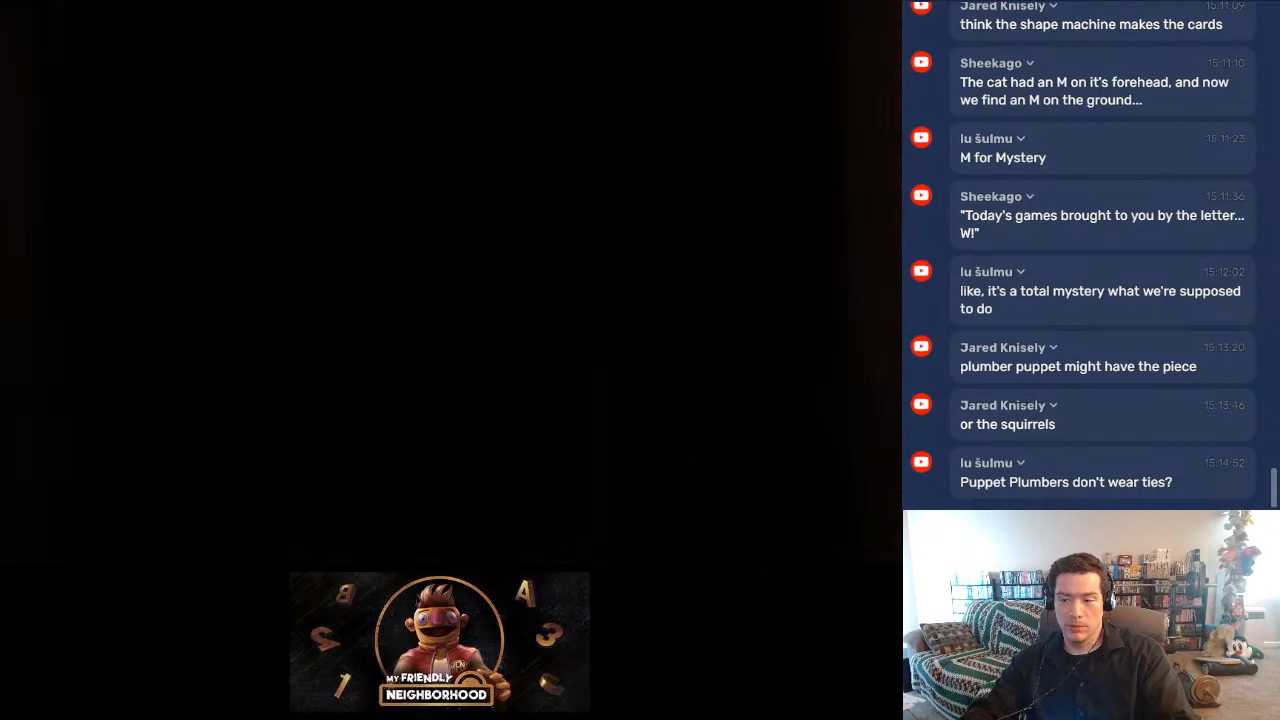 Jared Knisely
15:11:09
think the shape machine makes the cards
Sheekago
15:11:10
The cat had an M on it's forehead, and now
we find an M on the ground...
lu šulmu
15:11:23
M for Mystery
Sheekago
15:11:36
"Today's games brought to you by the letter...
W!"
lu šulmu
15:12:02
like, it's a total mystery what we're supposed
to do
Jared Knisely
15:13:20
plumber puppet might have the piece
Jared Knisely
15:13:46
or the squirrels
lu šulmu
15:14:52
Puppet Plumbers don't wear ties?
B
A
2
3
1
MY FRIENDLY
NEIGHBORHOOD